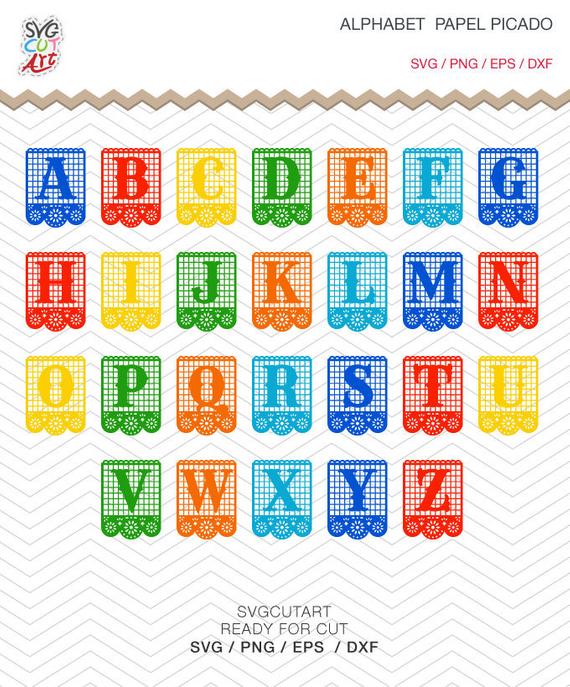 SVG
CUT
Art
ALPHABET PAPEL PICADO
SVG / PNG / EPS / DXF
A B C D E F G
H I J K L M N
O P Q R S T U
V W X Y Z
SVGCUTART
READY FOR CUT
SVG / PNG / EPS / DXF